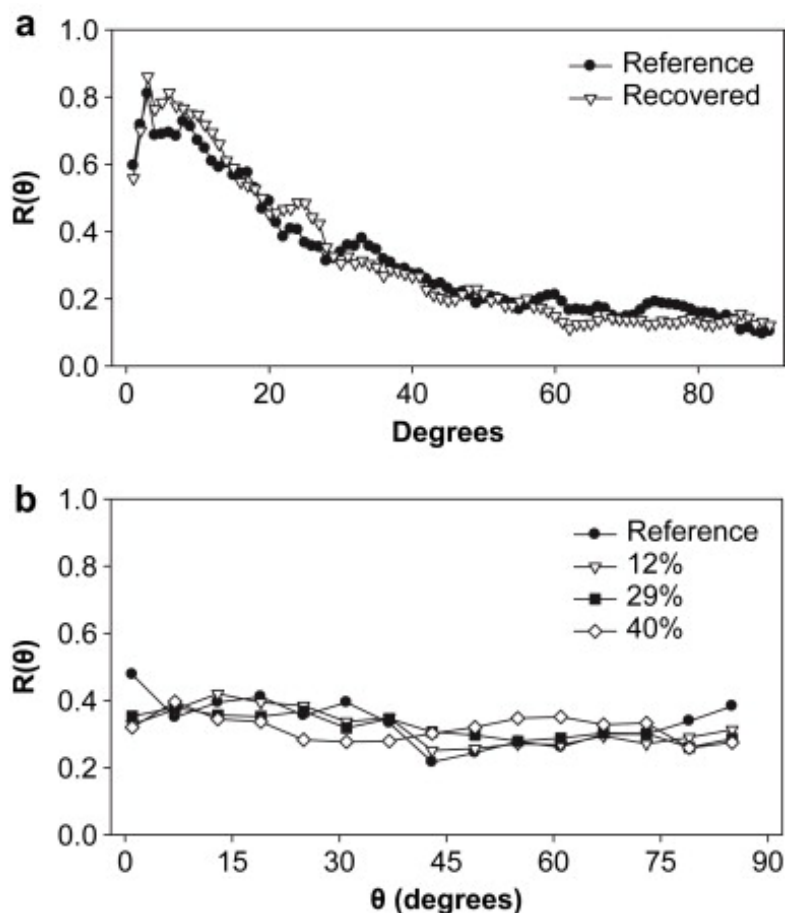 a
1.0
0.8
0.6
0.4
0.2
0.0
R(θ)
Reference
Recovered
0 20 40 60 80
Degrees
b
1.0
0.8
0.6
0.4
0.2
0.0
R(θ)
Reference
12%
29%
40%
0 15 30 45 60 75 90
θ (degrees)